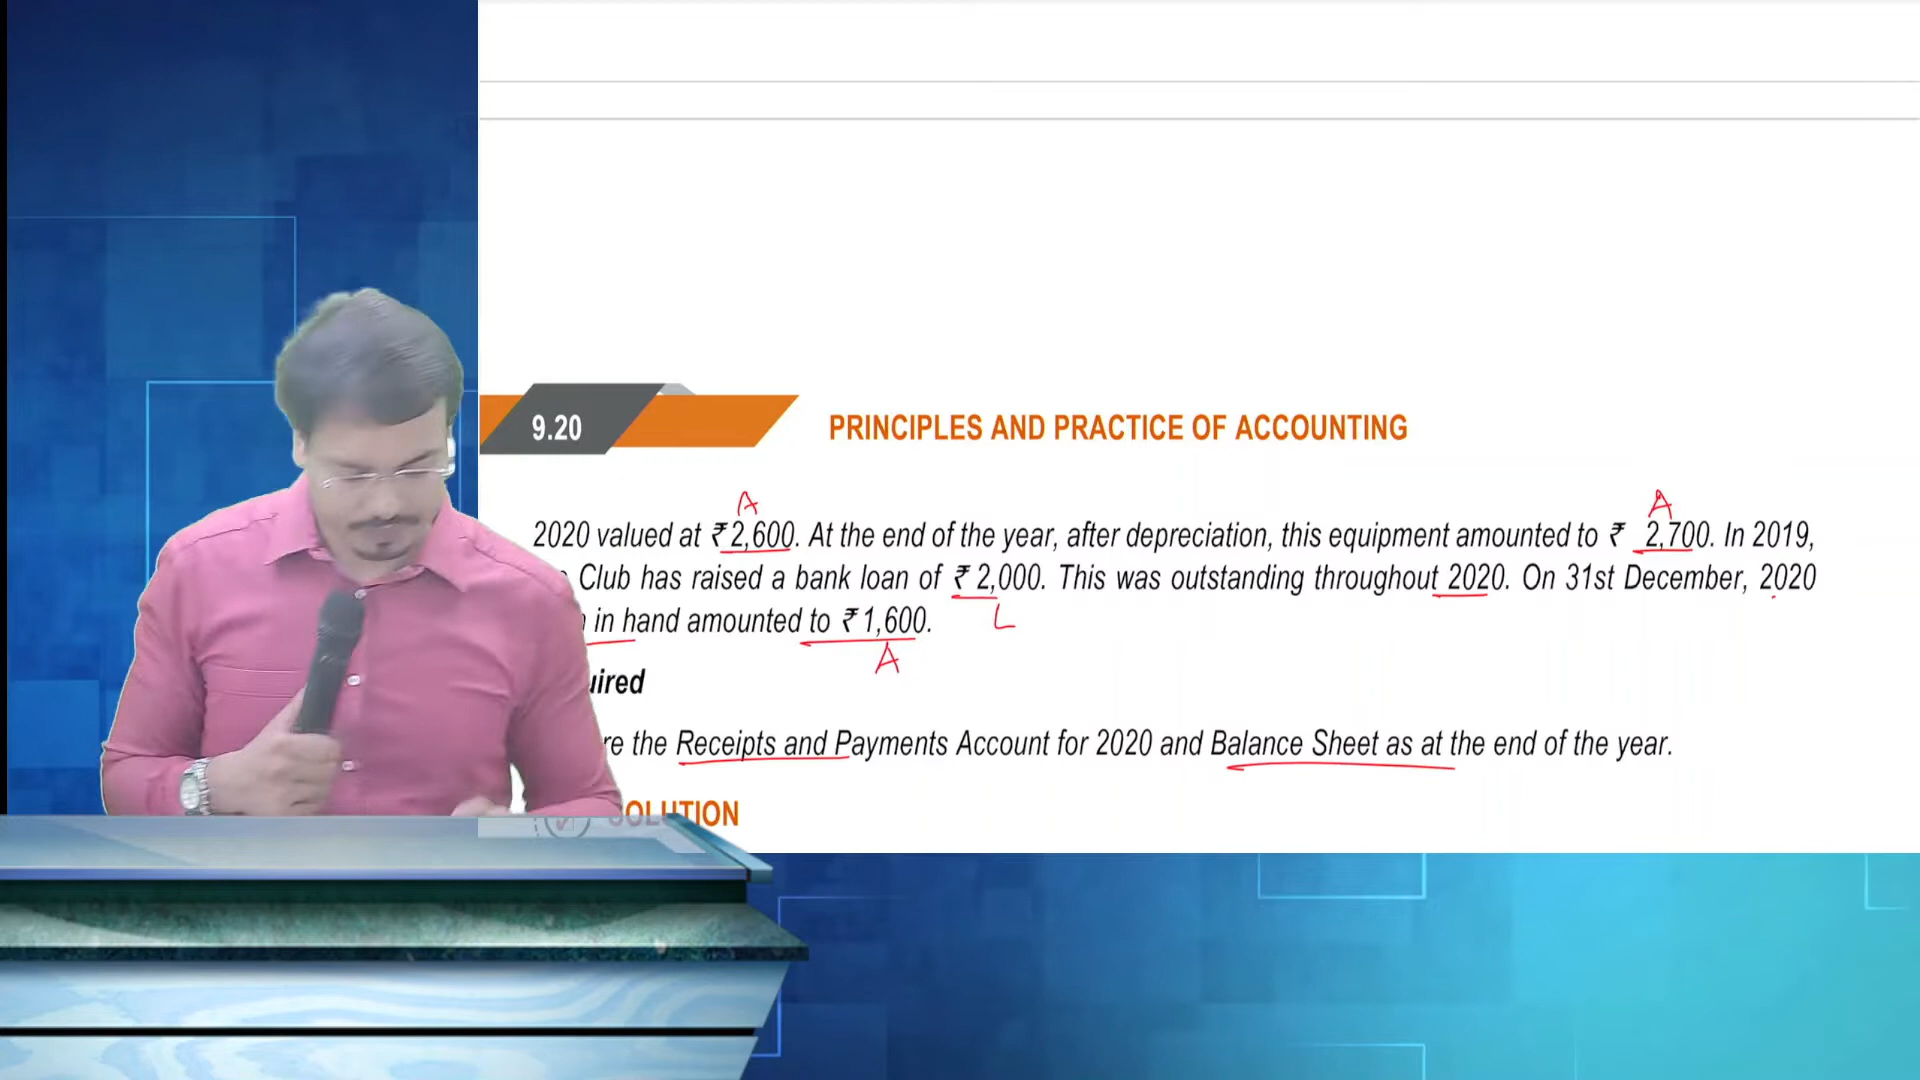 9.20 PRINCIPLES AND PRACTICE OF ACCOUNTING
A A
2020 valued at ₹ 2,600. At the end of the year, after depreciation, this equipment amounted to ₹ 2,700. In 2019,
Club has raised a bank loan of ₹ 2,000. This was outstanding throughout 2020. On 31st December, 2020
in hand amounted to ₹ 1,600.
L
A
the Receipts and Payments Account for 2020 and Balance Sheet as at the end of the year.
SOLUTION